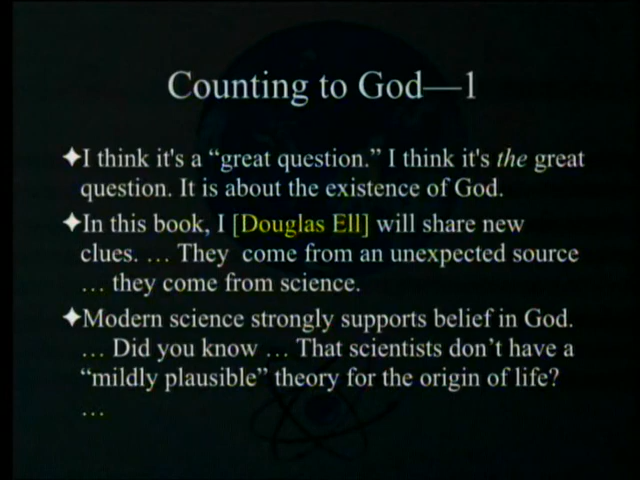 Counting to God—1
✦I think it's a “great question.” I think it's the great
question. It is about the existence of God.
✦In this book, I [Douglas Ell] will share new
clues. … They come from an unexpected source
… they come from science.
✦Modern science strongly supports belief in God.
… Did you know … That scientists don’t have a
“mildly plausible” theory for the origin of life?
…